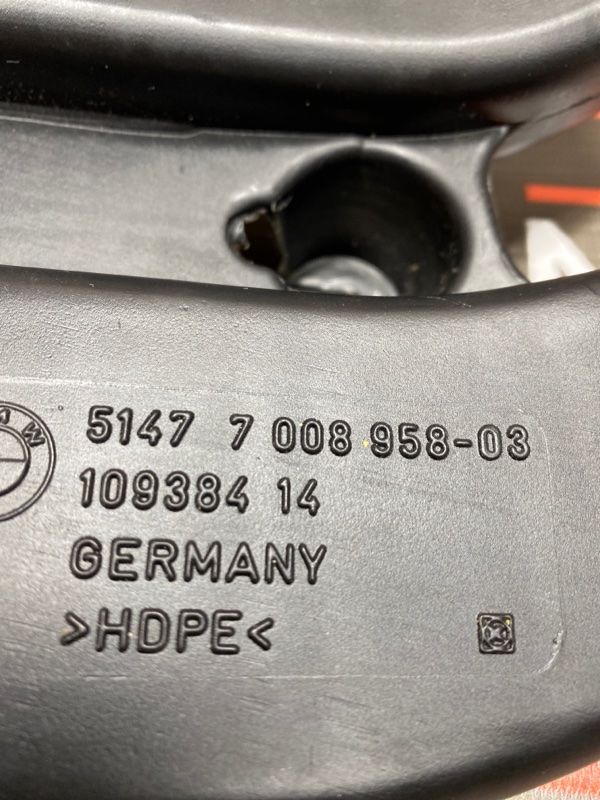 5147 7 008 958-03
109384 14
GERMANY
>HDPE<